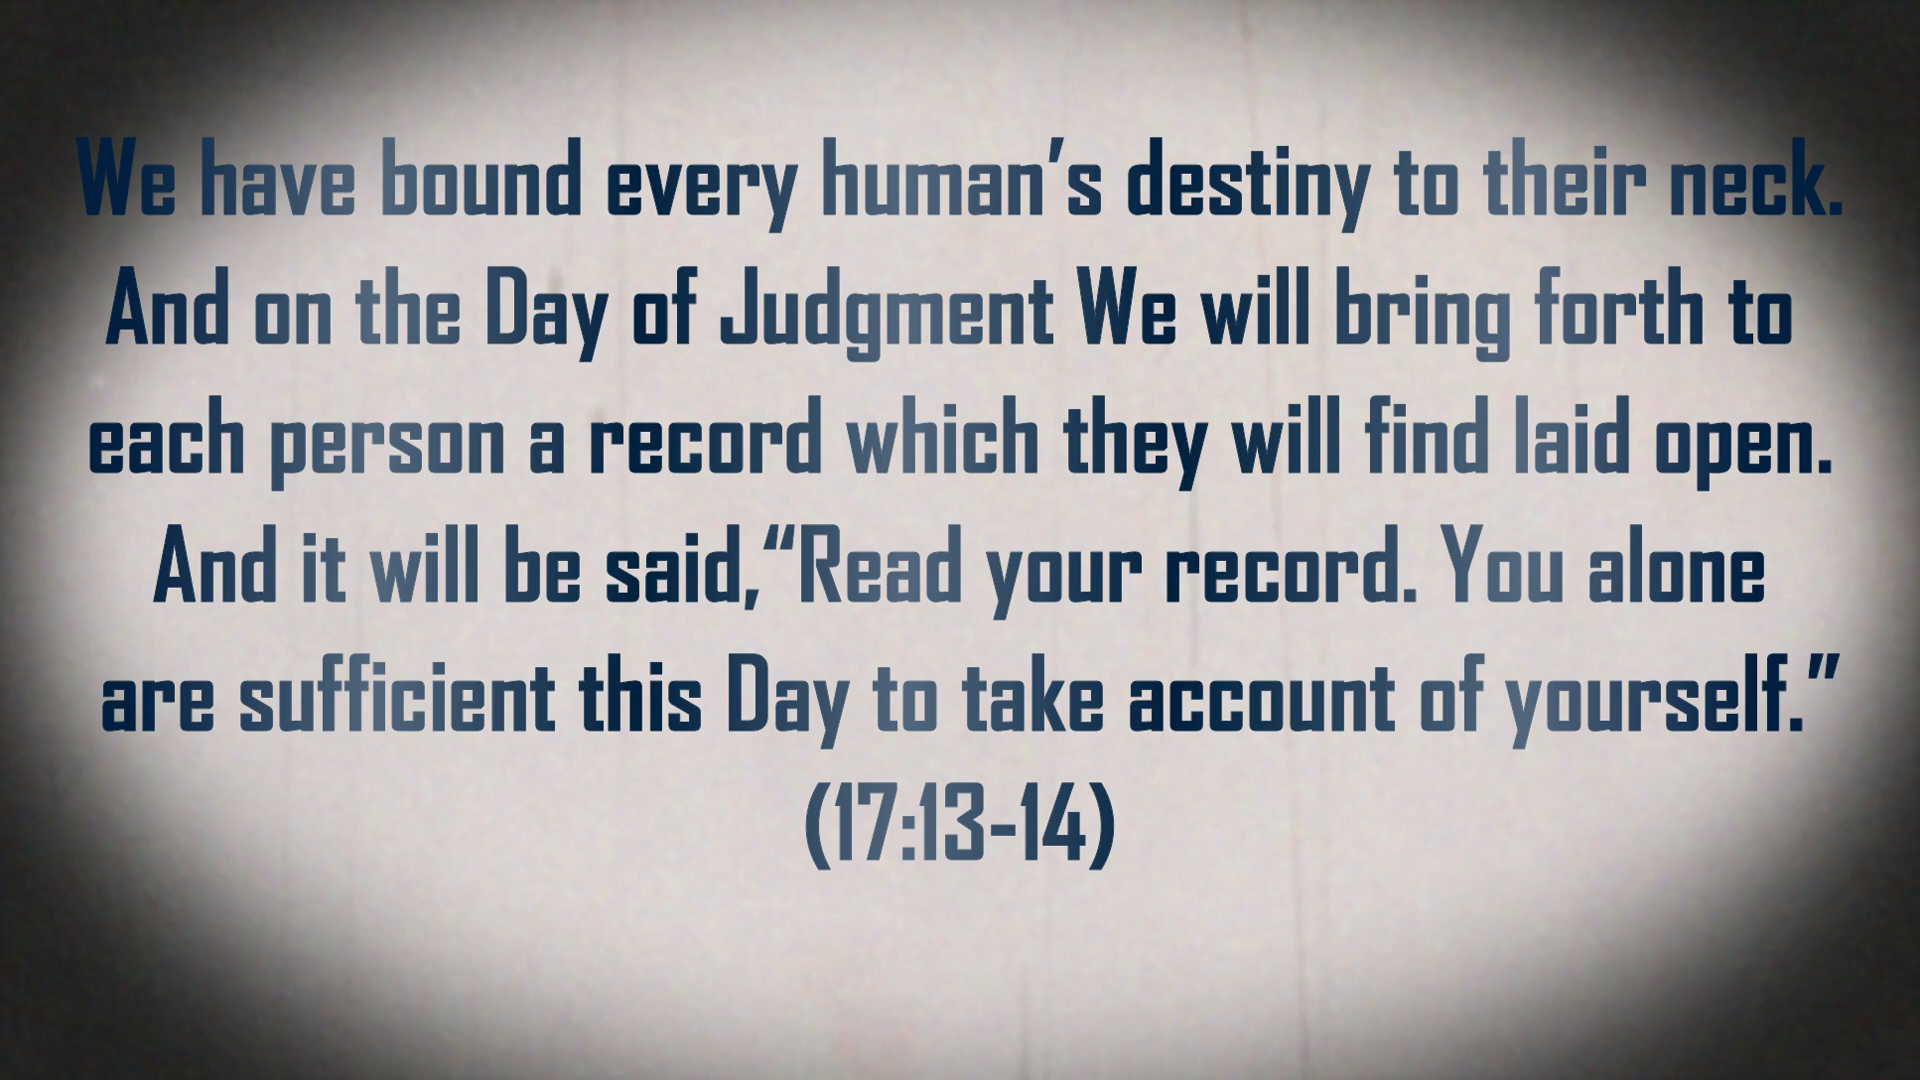 We have bound every human’s destiny to their neck.
And on the Day of Judgment We will bring forth to
each person a record which they will find laid open.
And it will be said,“Read your record. You alone
are sufficient this Day to take account of yourself.”
(17:13-14)